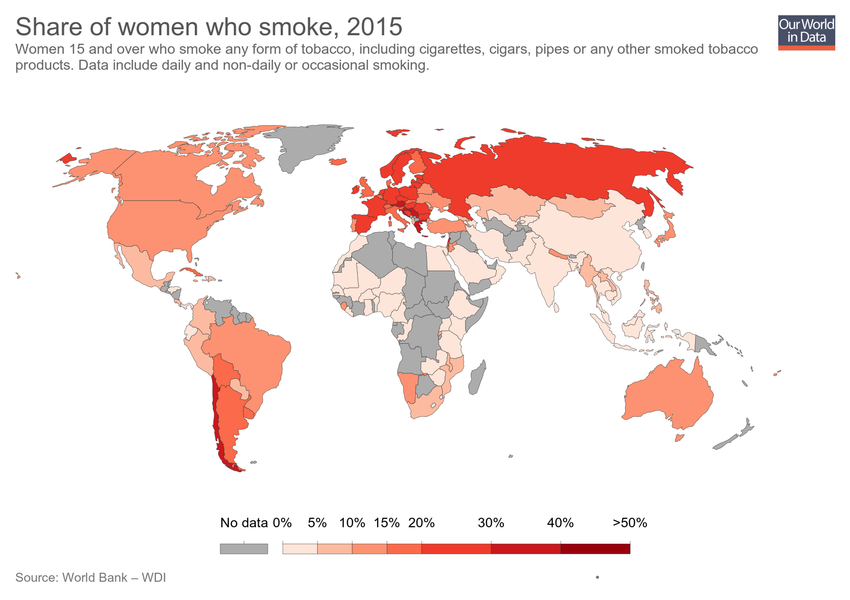 Share of women who smoke, 2015
Our World
in Data
Women 15 and over who smoke any form of tobacco, including cigarettes, cigars, pipes or any other smoked tobacco
products. Data include daily and non-daily or occasional smoking.
No data 0% 5% 10% 15% 20% 30% 40% >50%
Source: World Bank – WDI